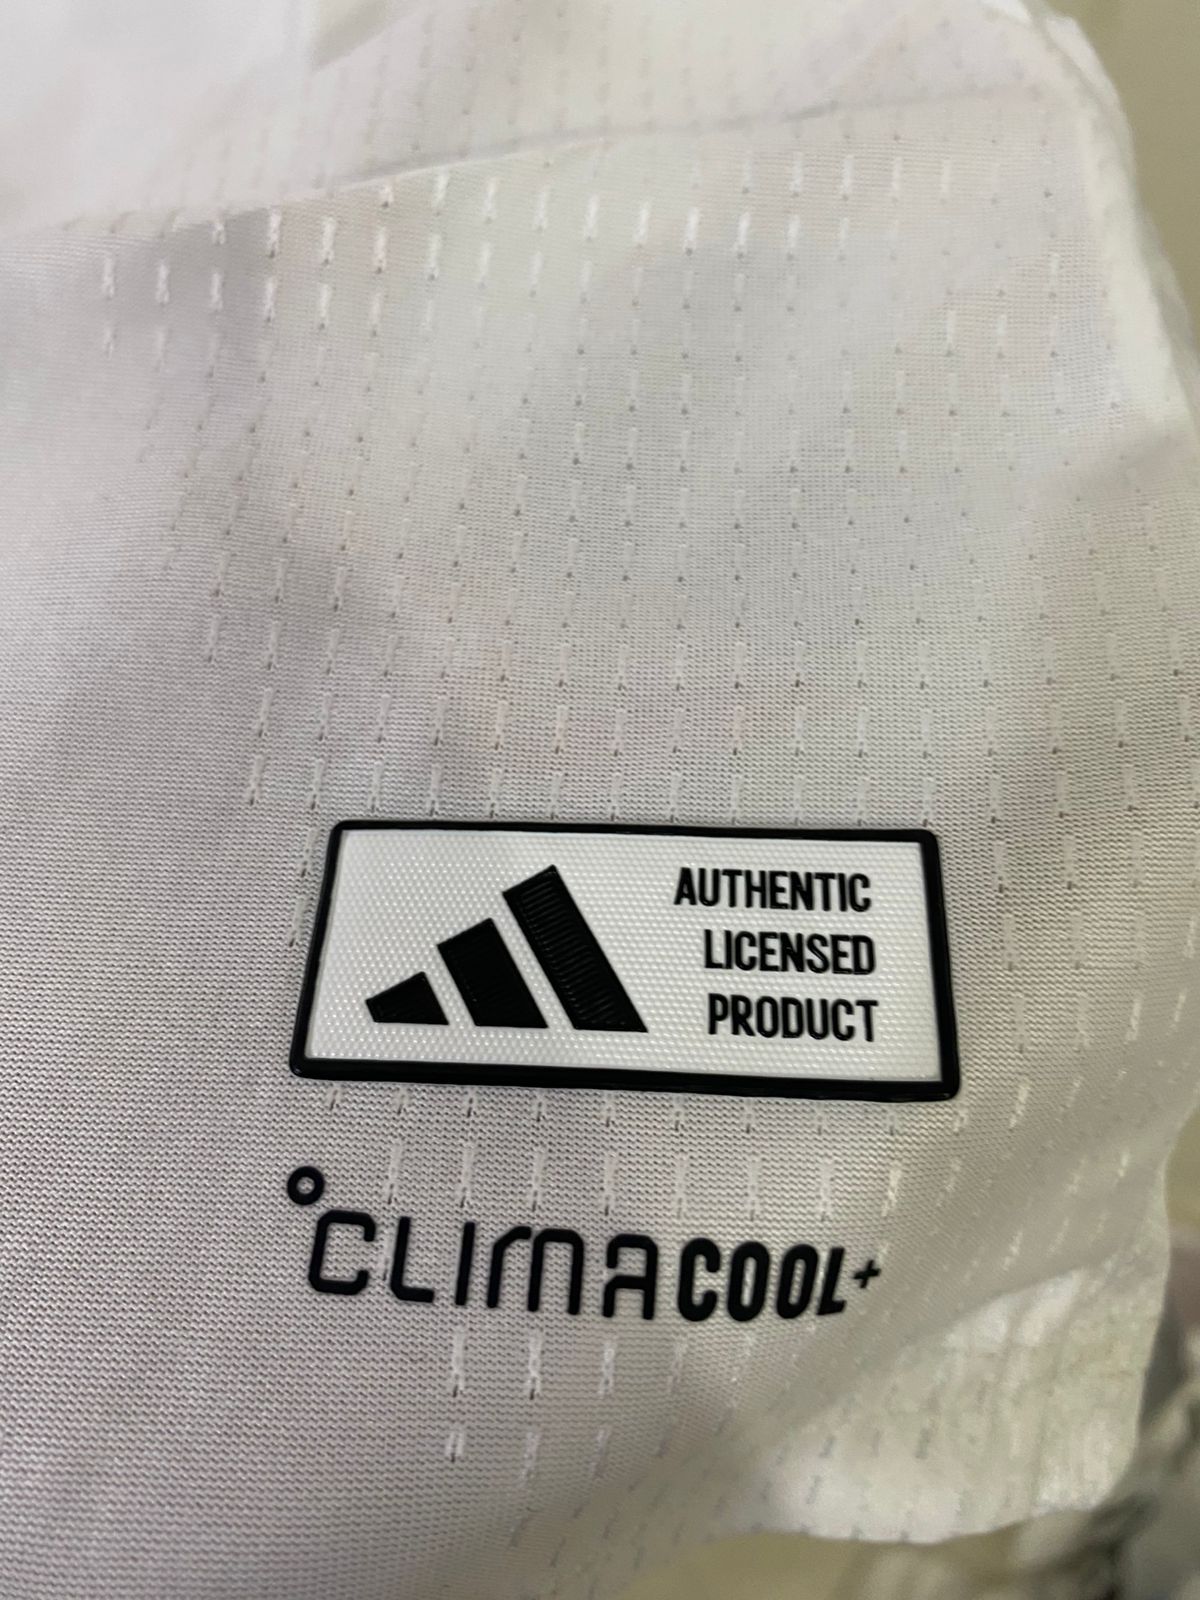 AUTHENTIC
LICENSED
PRODUCT
°CLIMACOOL+